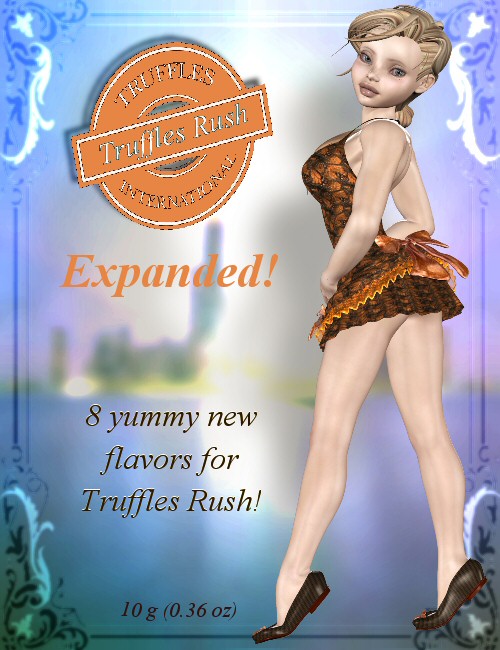 TRUFFLES
Truffles Rush
INTERNATIONAL
Expanded!
8 yummy new
flavors for
Truffles Rush!
10 g (0.36 oz)